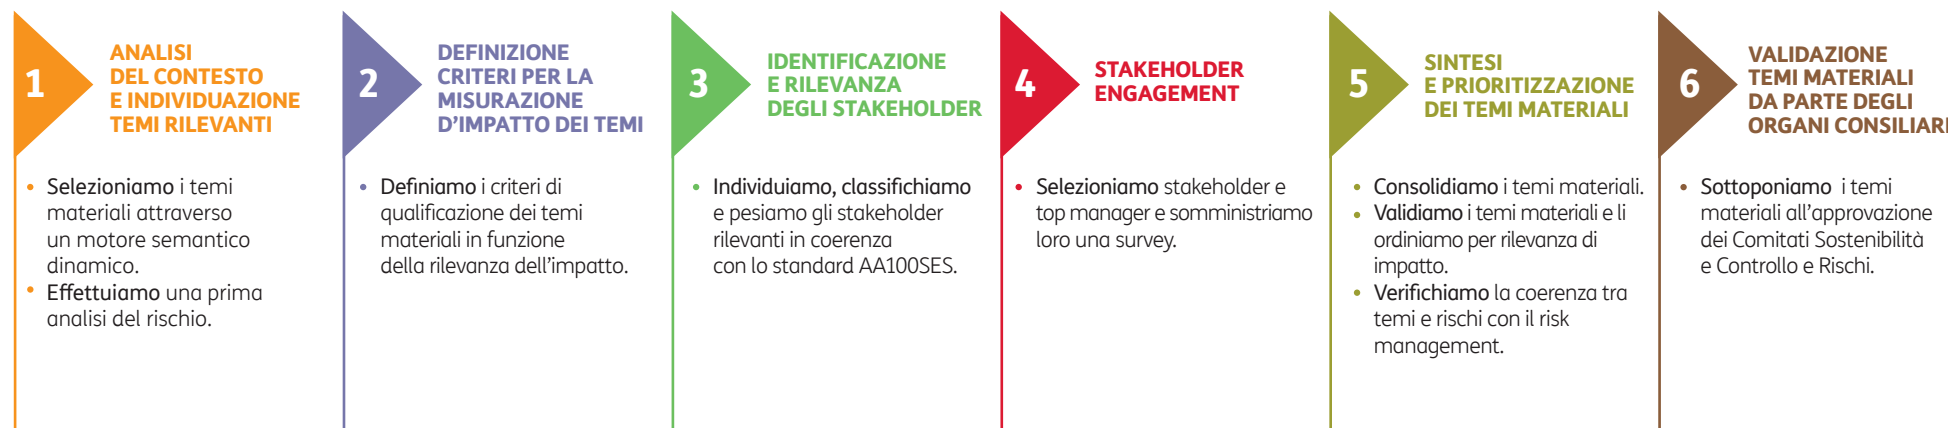 1
ANALISI
DEL CONTESTO
E INDIVIDUAZIONE
TEMI RILEVANTI
• Selezioniamo i temi
materiali attraverso
un motore semantico
dinamico.
• Effettuiamo una prima
analisi del rischio.
2
DEFINIZIONE
CRITERI PER LA
MISURAZIONE
D’IMPATTO DEI TEMI
• Definiamo i criteri di
qualificazione dei temi
materiali in funzione
della rilevanza dell’impatto.
3
IDENTIFICAZIONE
E RILEVANZA
DEGLI STAKEHOLDER
• Individuiamo, classifichiamo
e pesiamo gli stakeholder
rilevanti in coerenza
con lo standard AA100SES.
4
STAKEHOLDER
ENGAGEMENT
• Selezioniamo stakeholder e
top manager e somministriamo
loro una survey.
5
SINTESI
E PRIORITIZZAZIONE
DEI TEMI MATERIALI
• Consolidiamo i temi materiali.
• Validiamo i temi materiali e li
ordiniamo per rilevanza di
impatto.
• Verifichiamo la coerenza tra
temi e rischi con il risk
management.
6
VALIDAZIONE
TEMI MATERIALI
DA PARTE DEGLI
ORGANI CONSILIARI
• Sottoponiamo i temi
materiali all’approvazione
dei Comitati Sostenibilità
e Controllo e Rischi.